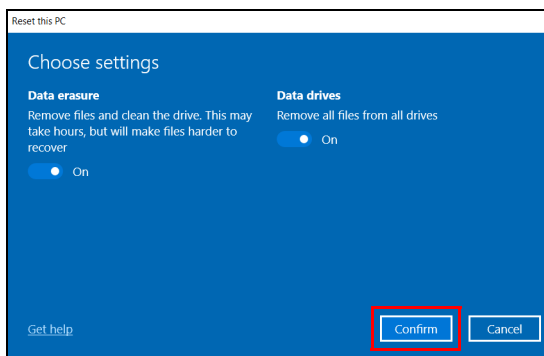 Reset this PC
Choose settings
Data erasure
Remove files and clean the drive. This may
take hours, but will make files harder to
recover
On
Data drives
Remove all files from all drives
On
Get help
Confirm
Cancel